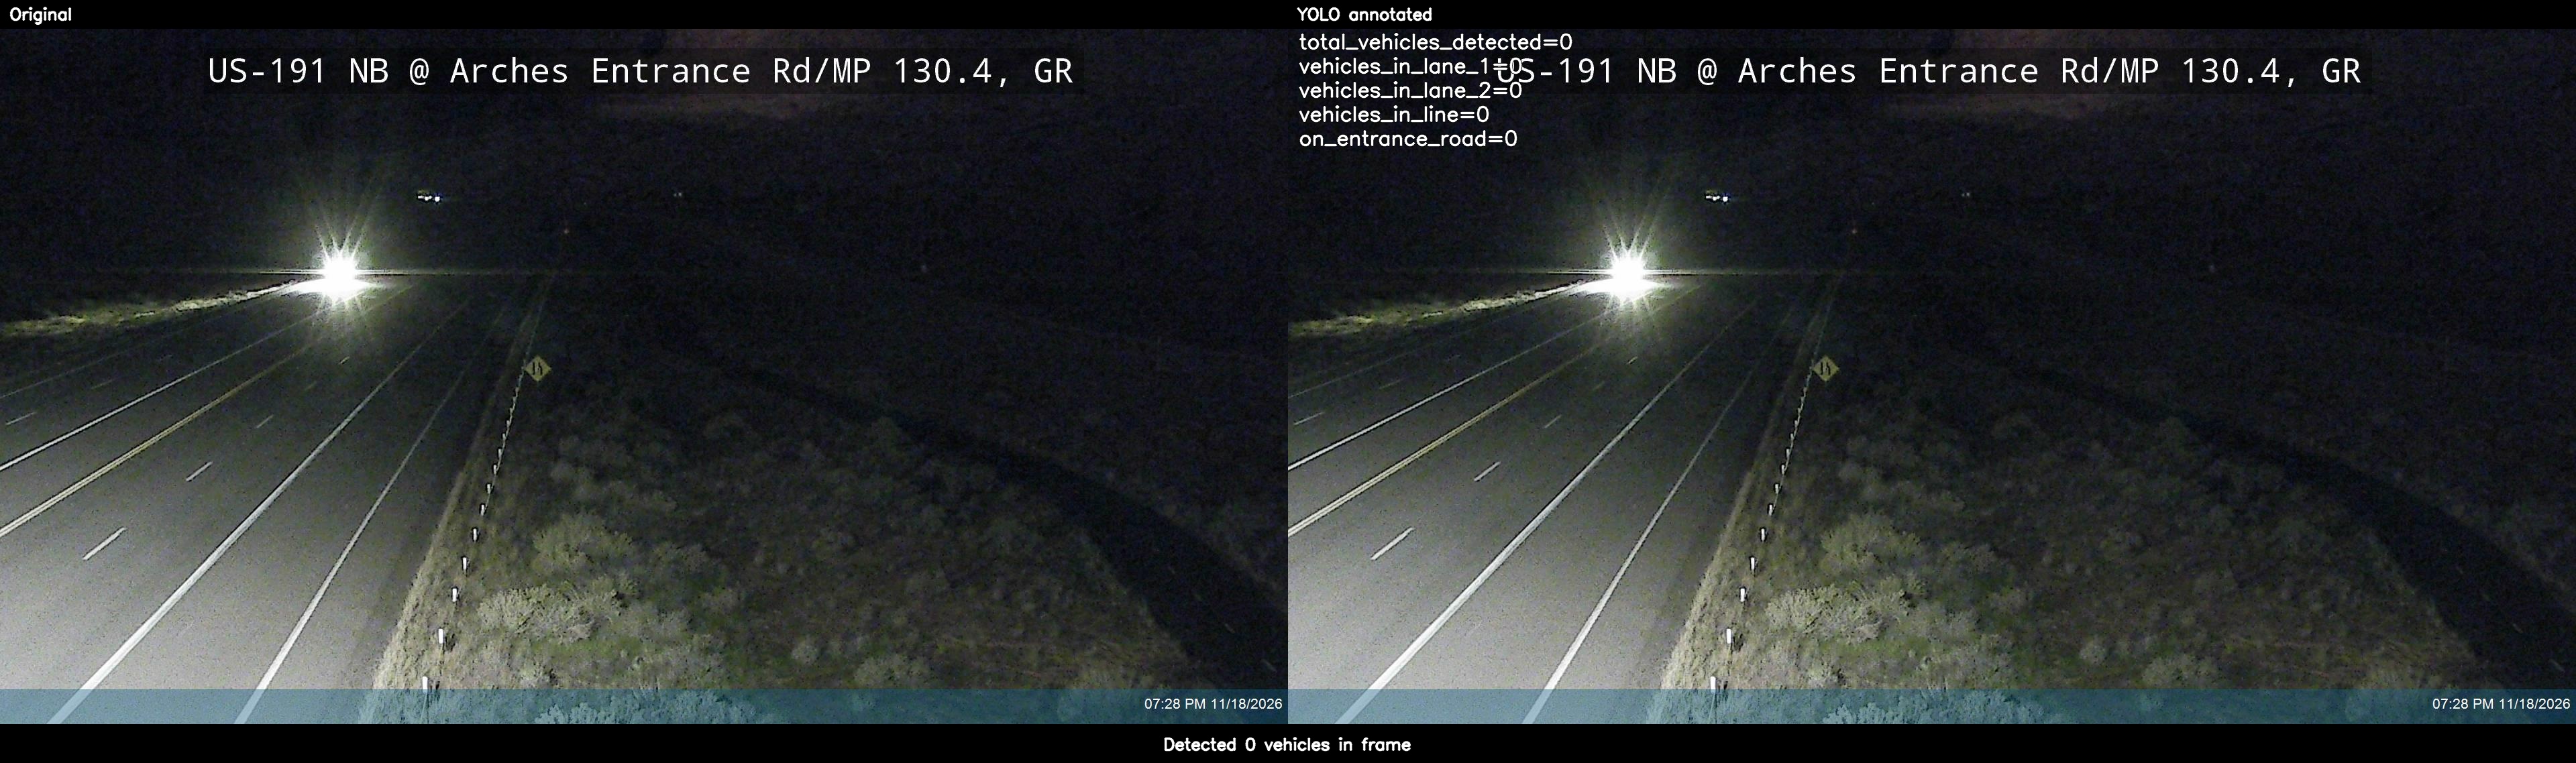 Original
YOLO annotated
US-191 NB @ Arches Entrance Rd/MP 130.4, GR
total_vehicles_detected=0
vehicles_in_lane_1=0
US-191 NB @ Arches Entrance Rd/MP 130.4, GR
vehicles_in_lane_2=0
vehicles_in_line=0
on_entrance_road=0
07:28 PM 11/18/2026
07:28 PM 11/18/2026
Detected 0 vehicles in frame